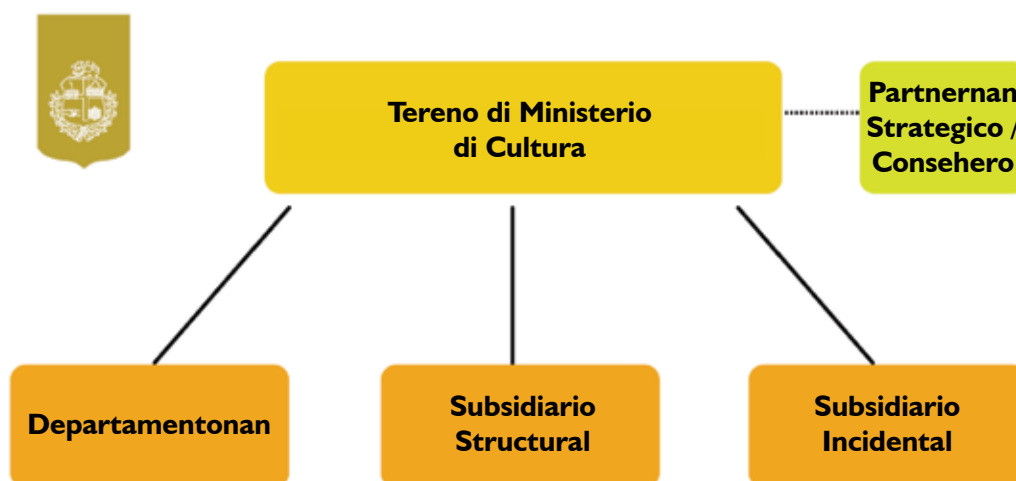 Tereno di Ministerio
di Cultura
Partnernan
Strategico /
Consehero
Departamentonan
Subsidiario
Structural
Subsidiario
Incidental